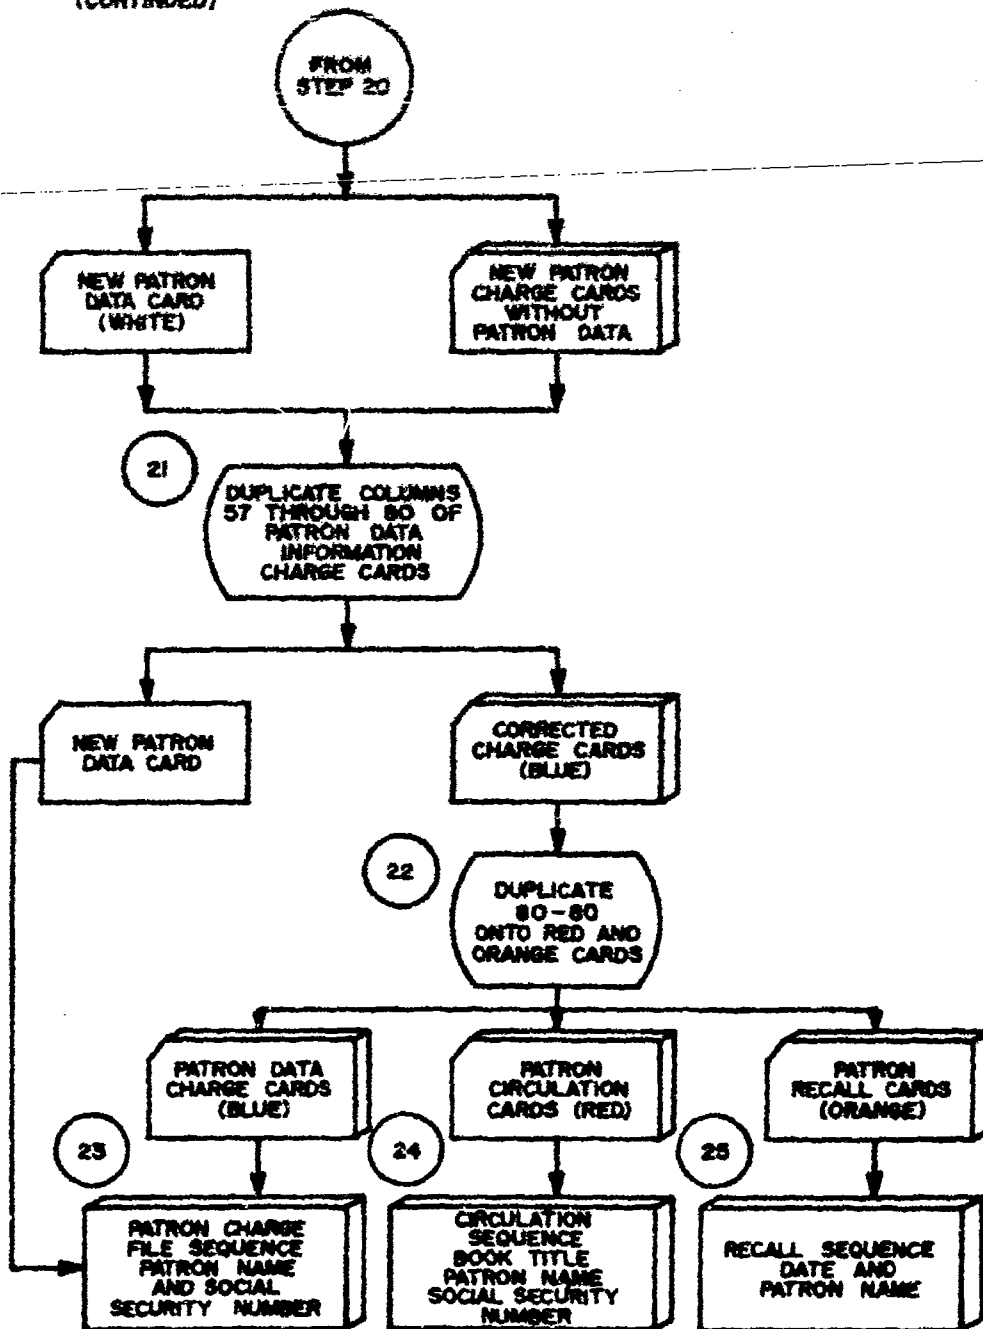 (CONTINUED)
FROM
STEP 20
NEW PATRON
DATA CARD
(WHITE)
NEW PATRON
CHARGE CARDS
WITHOUT
PATRON DATA
21
DUPLICATE COLUMNS
57 THROUGH 80 OF
PATRON DATA
INFORMATION
CHARGE CARDS
NEW PATRON
DATA CARD
CORRECTED
CHARGE CARDS
(BLUE)
22
DUPLICATE
80-80
ONTO RED AND
ORANGE CARDS
PATRON DATA
CHARGE CARDS
(BLUE)
PATRON
CIRCULATION
CARDS (RED)
PATRON
RECALL CARDS
(ORANGE)
23
24
25
PATRON CHARGE
FILE SEQUENCE
PATRON NAME
AND SOCIAL
SECURITY NUMBER
CIRCULATION
SEQUENCE
BOOK TITLE
PATRON NAME
SOCIAL SECURITY
NUMBER
RECALL SEQUENCE
DATE AND
PATRON NAME